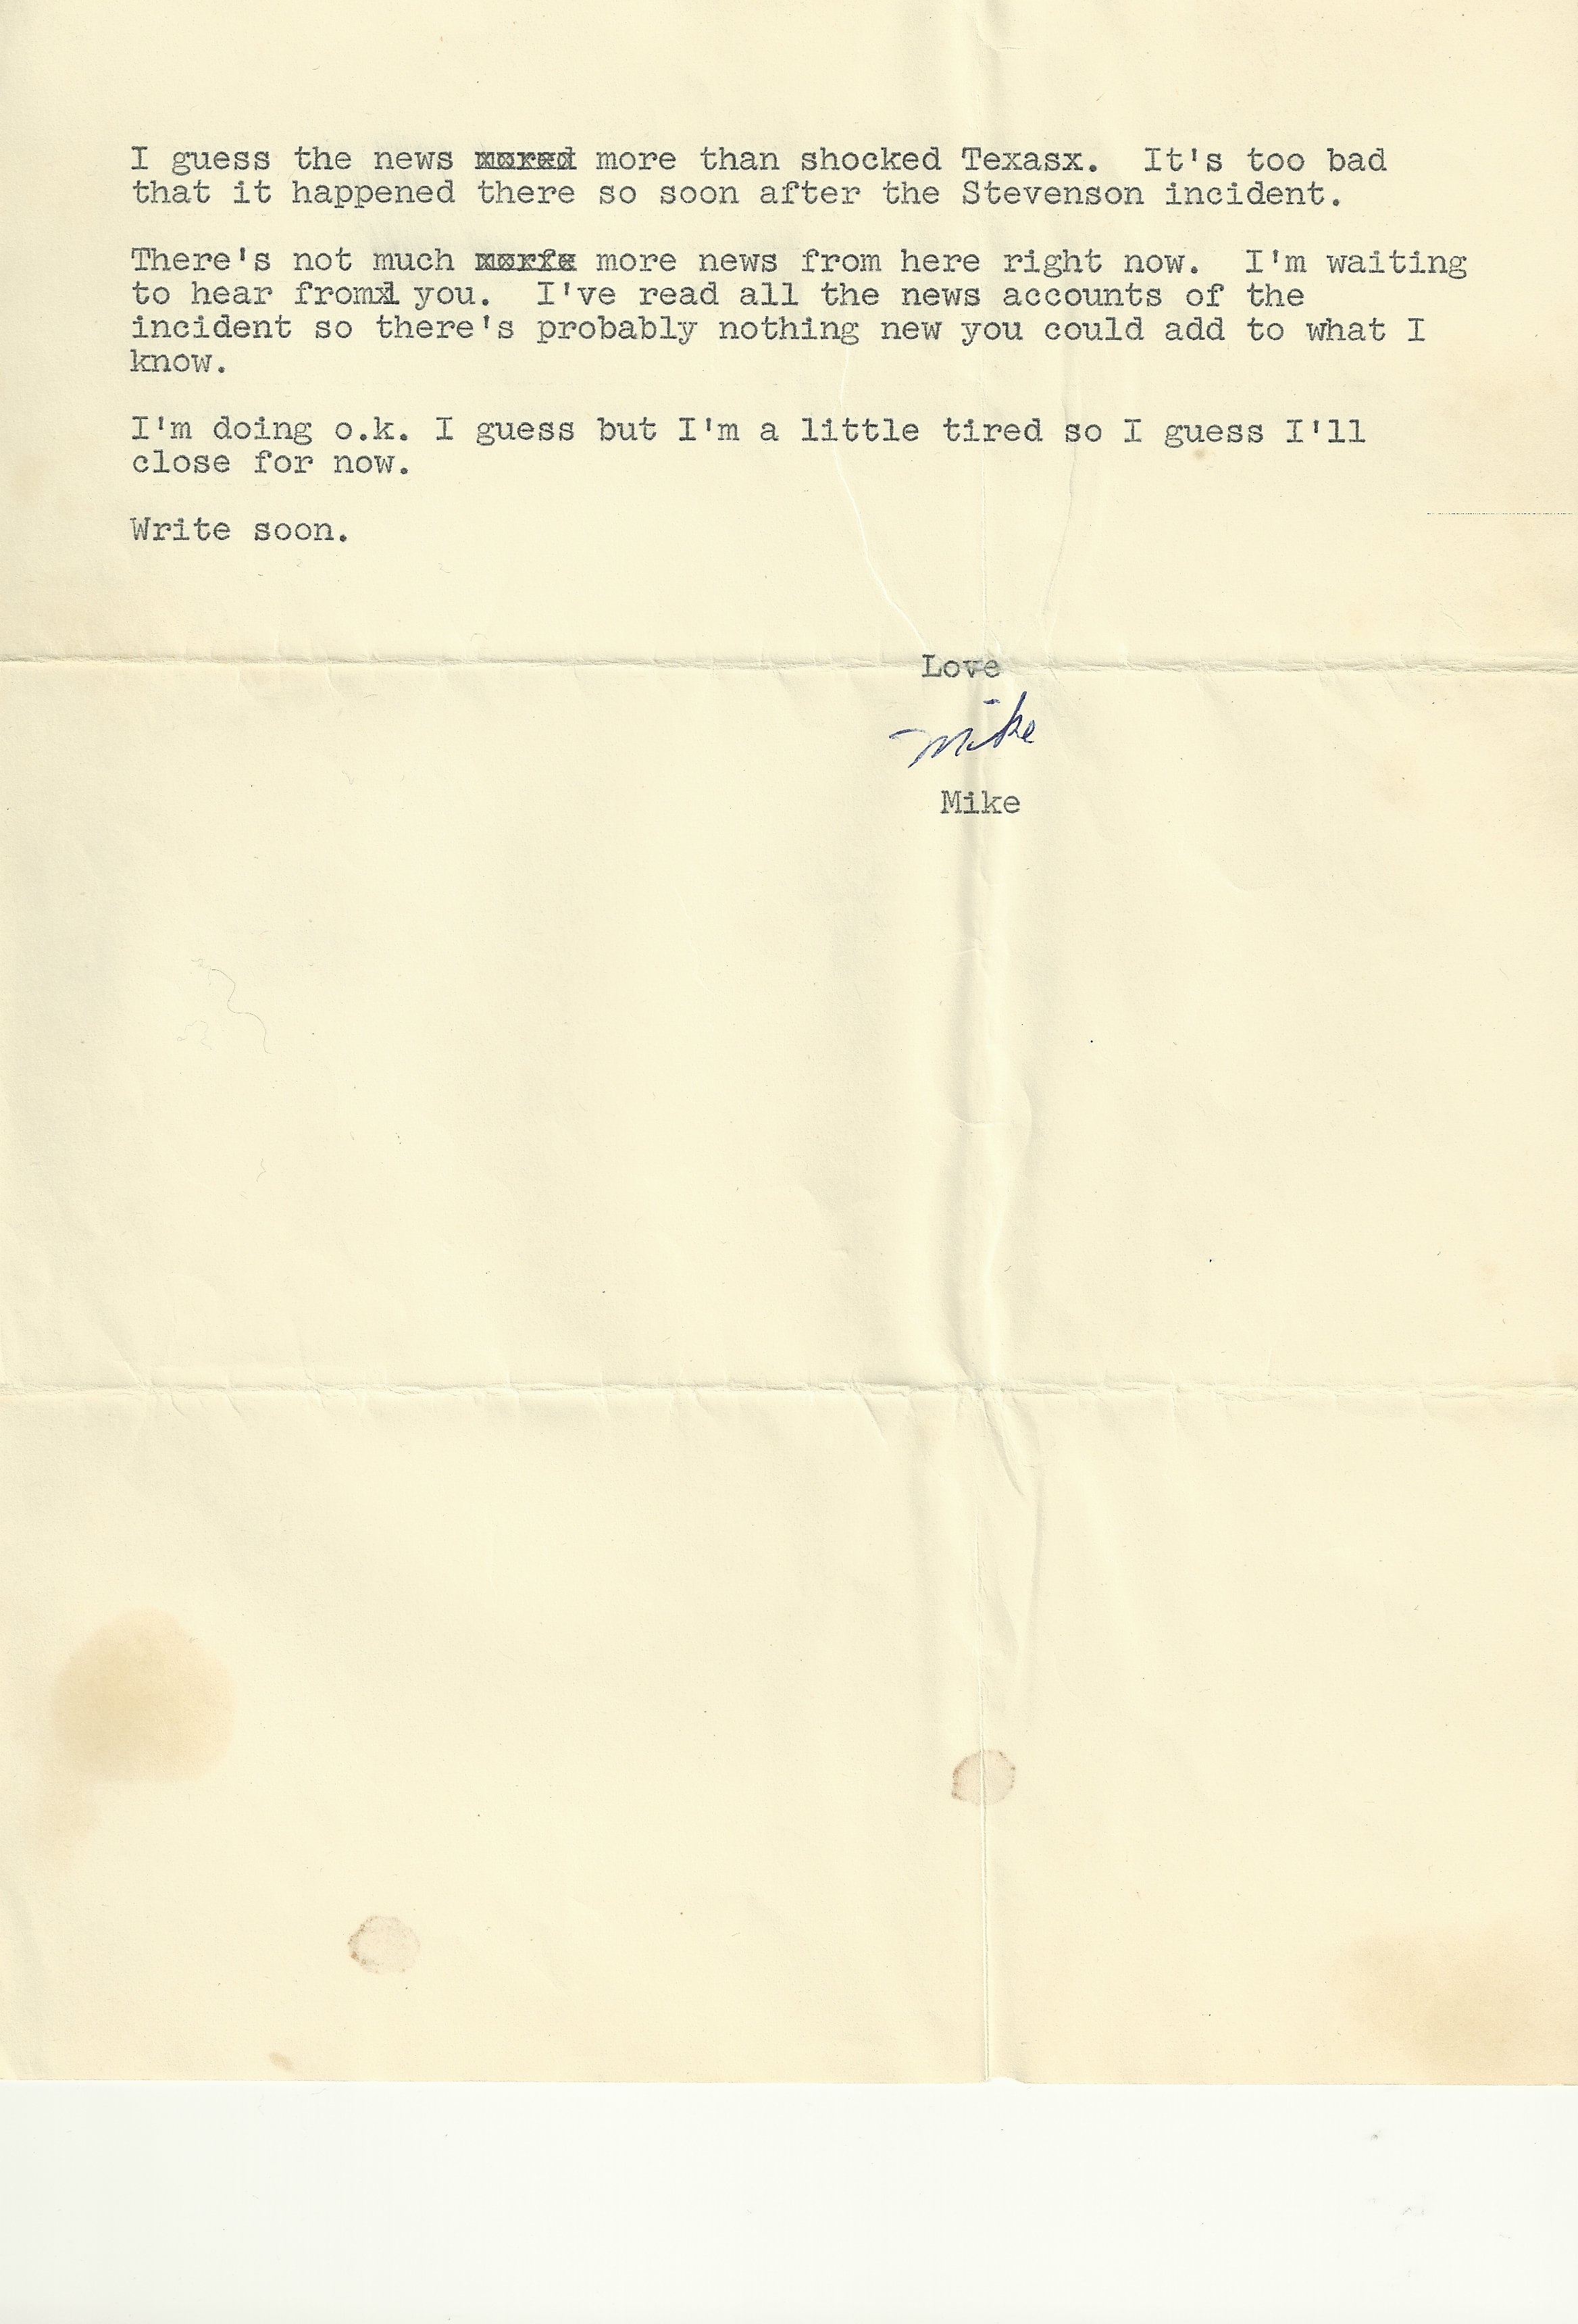 I guess the news more than shocked Texasx.  It's too bad
that it happened there so soon after the Stevenson incident.
There's not much more news from here right now.  I'm waiting
to hear from you.  I've read all the news accounts of the
incident so there's probably nothing new you could add to what I
know.
I'm doing o.k. I guess but I'm a little tired so I guess I'll
close for now.
Write soon.
Love
Mike
Mike